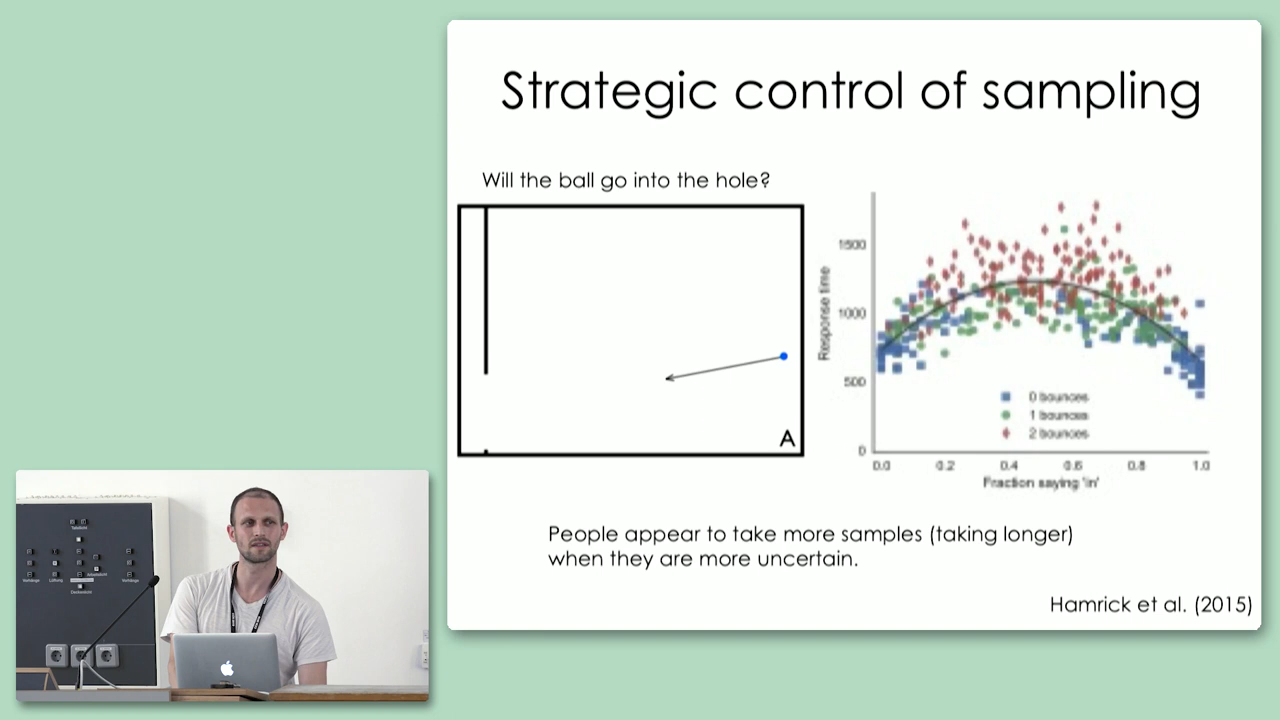 Strategic control of sampling
Will the ball go into the hole?
A
Response time
1500
1000
500
0
0 bounces
1 bounces
2 bounces
0.0 0.2 0.4 0.6 0.8 1.0
Fraction saying 'in'
People appear to take more samples (taking longer)
when they are more uncertain.
Hamrick et al. (2015)